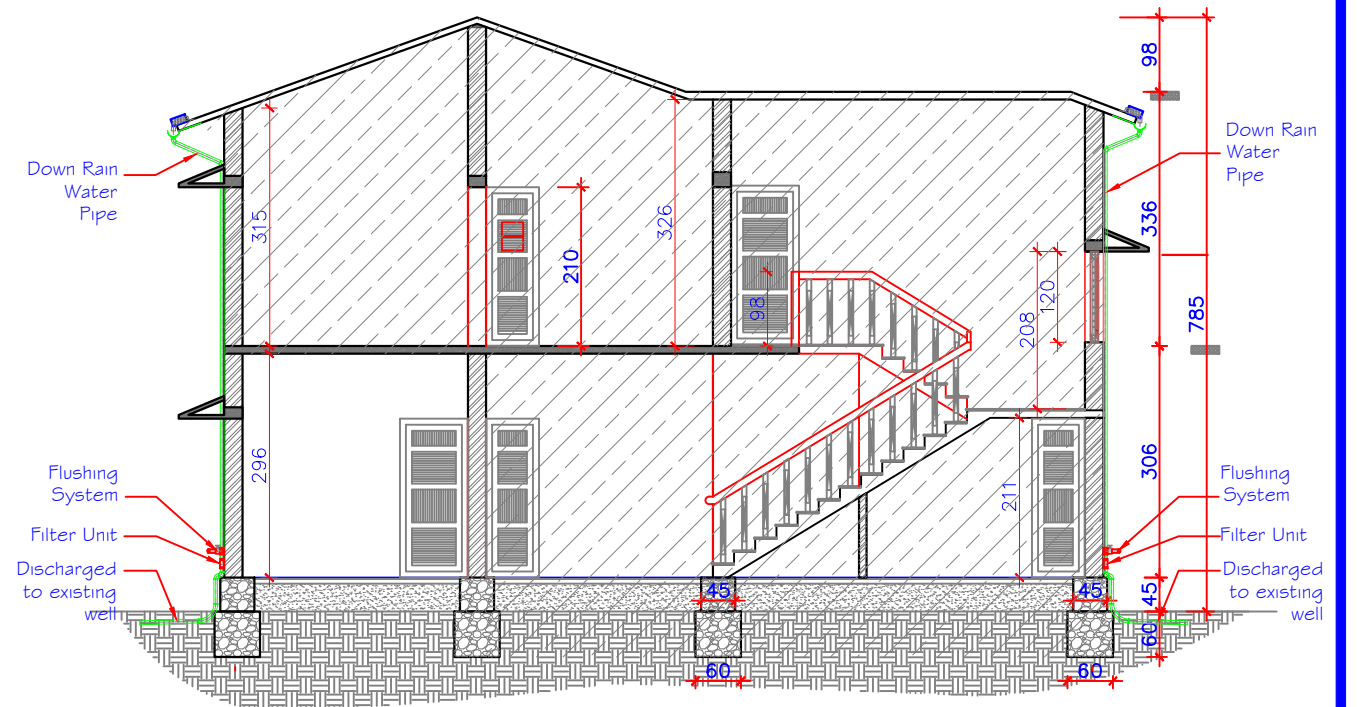 98
Down Rain
Water
Pipe
Down Rain
Water
Pipe
315
326
336
210
98
208
120
785
296
211
306
Flushing
System
Filter Unit
Discharged
to existing
well
Flushing
System
Filter Unit
Discharged
to existing
well
45
45
45
60
60
60